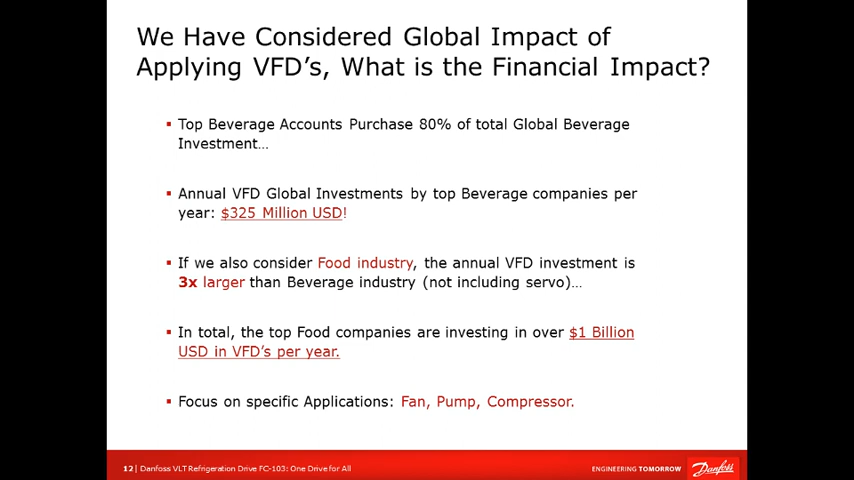 We Have Considered Global Impact of
Applying VFD's, What is the Financial Impact?
▪ Top Beverage Accounts Purchase 80% of total Global Beverage
Investment…
▪ Annual VFD Global Investments by top Beverage companies per
year: $325 Million USD!
▪ If we also consider Food industry, the annual VFD investment is
3x larger than Beverage industry (not including servo)…
▪ In total, the top Food companies are investing in over $1 Billion
USD in VFD's per year.
▪ Focus on specific Applications: Fan, Pump, Compressor.
12 | Danfoss VLT Refrigeration Drive FC-103: One Drive for All
ENGINEERING TOMORROW
Danfoss